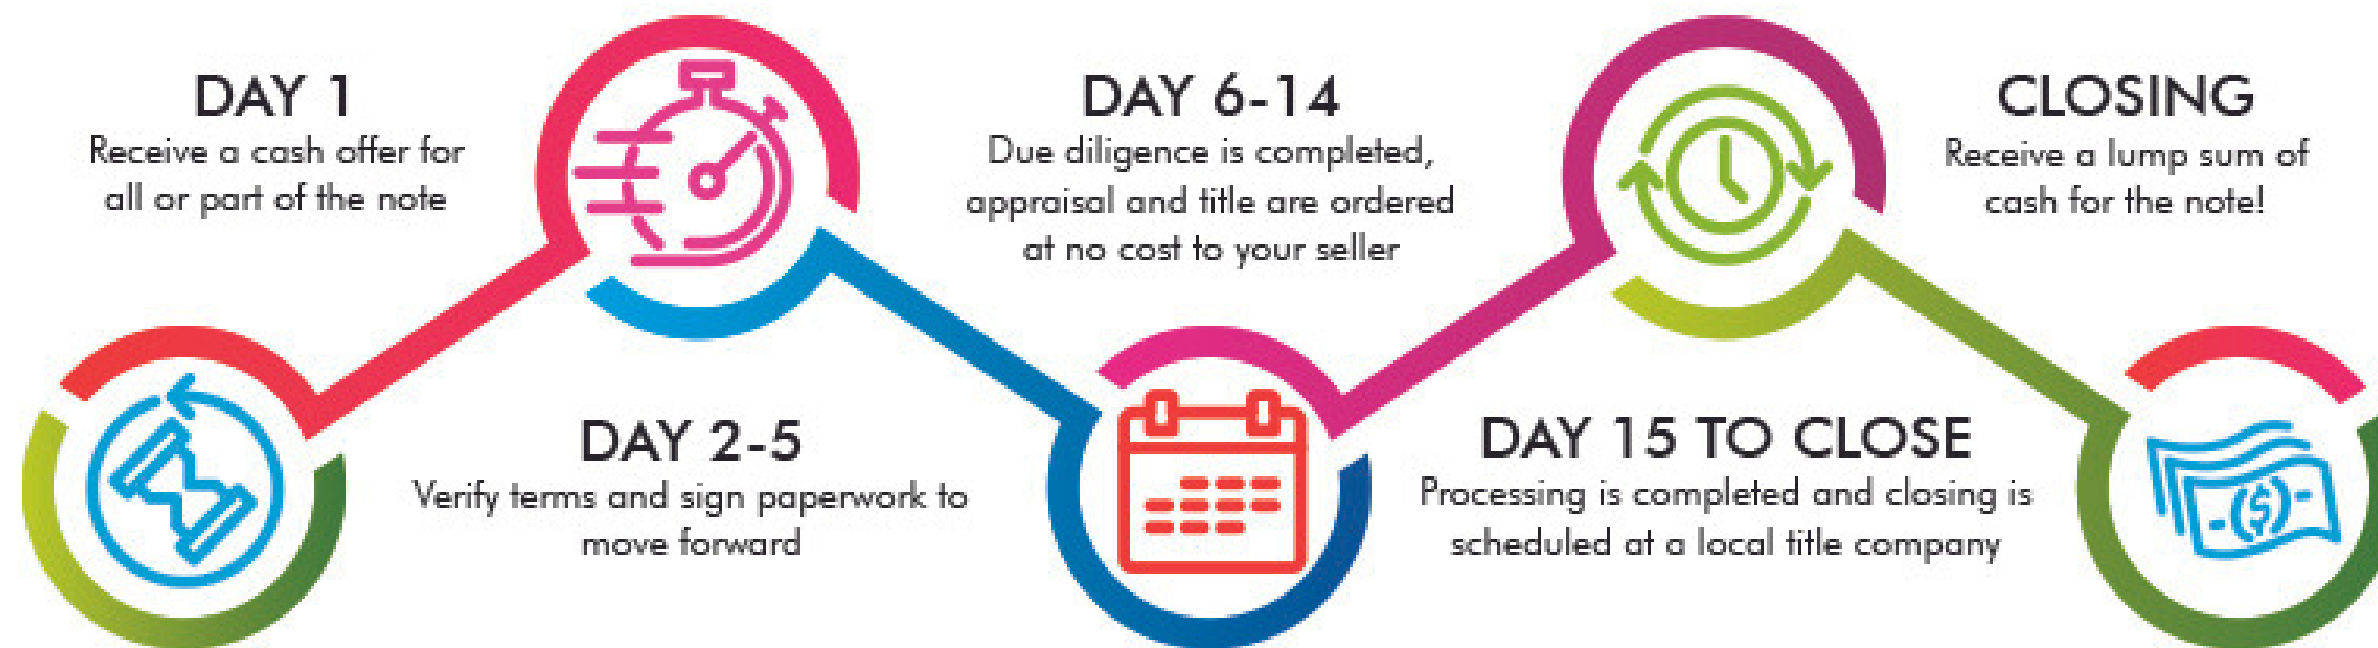 DAY 1
Receive a cash offer for
all or part of the note
DAY 2-5
Verify terms and sign paperwork to
move forward
DAY 6-14
Due diligence is completed,
appraisal and title are ordered
at no cost to your seller
DAY 15 TO CLOSE
Processing is completed and closing is
scheduled at a local title company
CLOSING
Receive a lump sum of
cash for the note!
($)